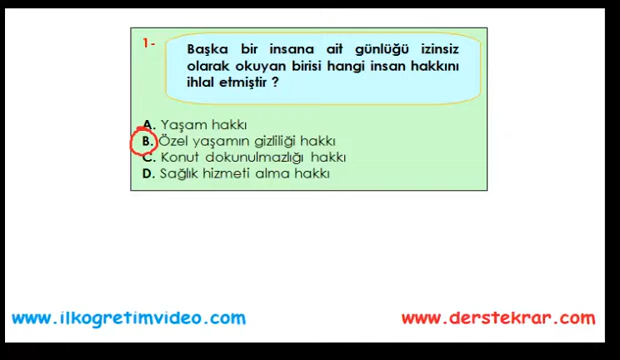 1- Başka bir insana ait günlüğü izinsiz
olarak okuyan birisi hangi insan hakkını
ihlal etmiştir ?
A. Yaşam hakkı
B. Özel yaşamın gizliliği hakkı
C. Konut dokunulmazlığı hakkı
D. Sağlık hizmeti alma hakkı
www.ilkogretimvideo.com
www.derstekrar.com